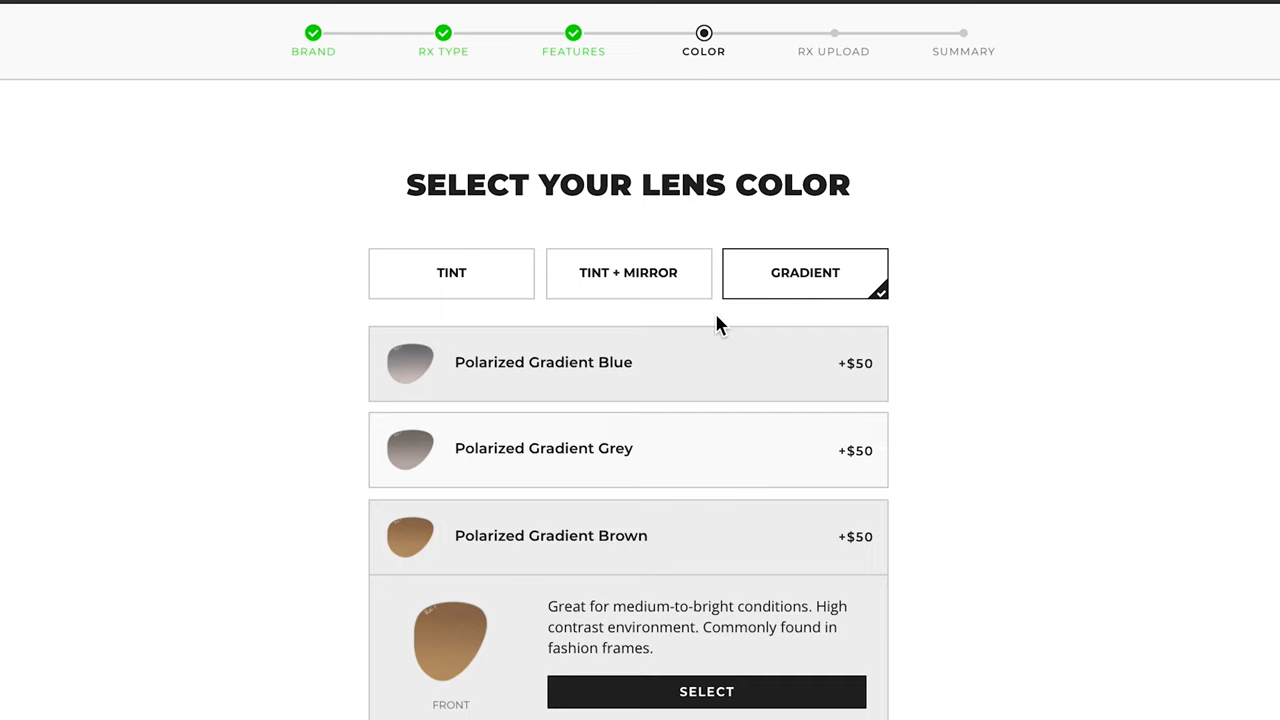 BRAND RX TYPE FEATURES COLOR RX UPLOAD SUMMARY
SELECT YOUR LENS COLOR
TINT TINT + MIRROR GRADIENT
Polarized Gradient Blue +$50
Polarized Gradient Grey +$50
Polarized Gradient Brown +$50
Great for medium-to-bright conditions. High
contrast environment. Commonly found in
fashion frames.
SELECT
FRONT